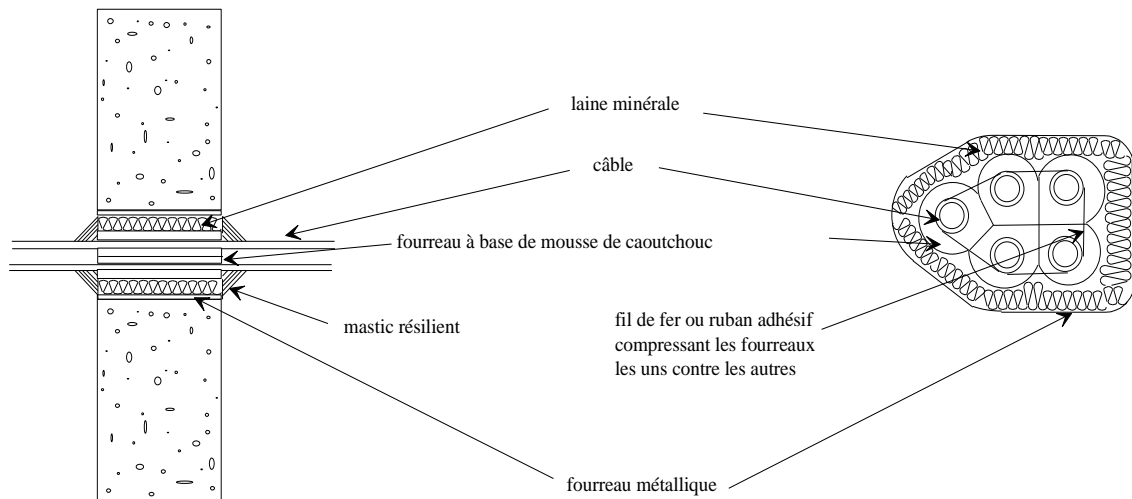 laine minérale
câble
fourreau à base de mousse de caoutchouc
mastic résilient
fil de fer ou ruban adhésif
compressant les fourreaux
les uns contre les autres
fourreau métallique